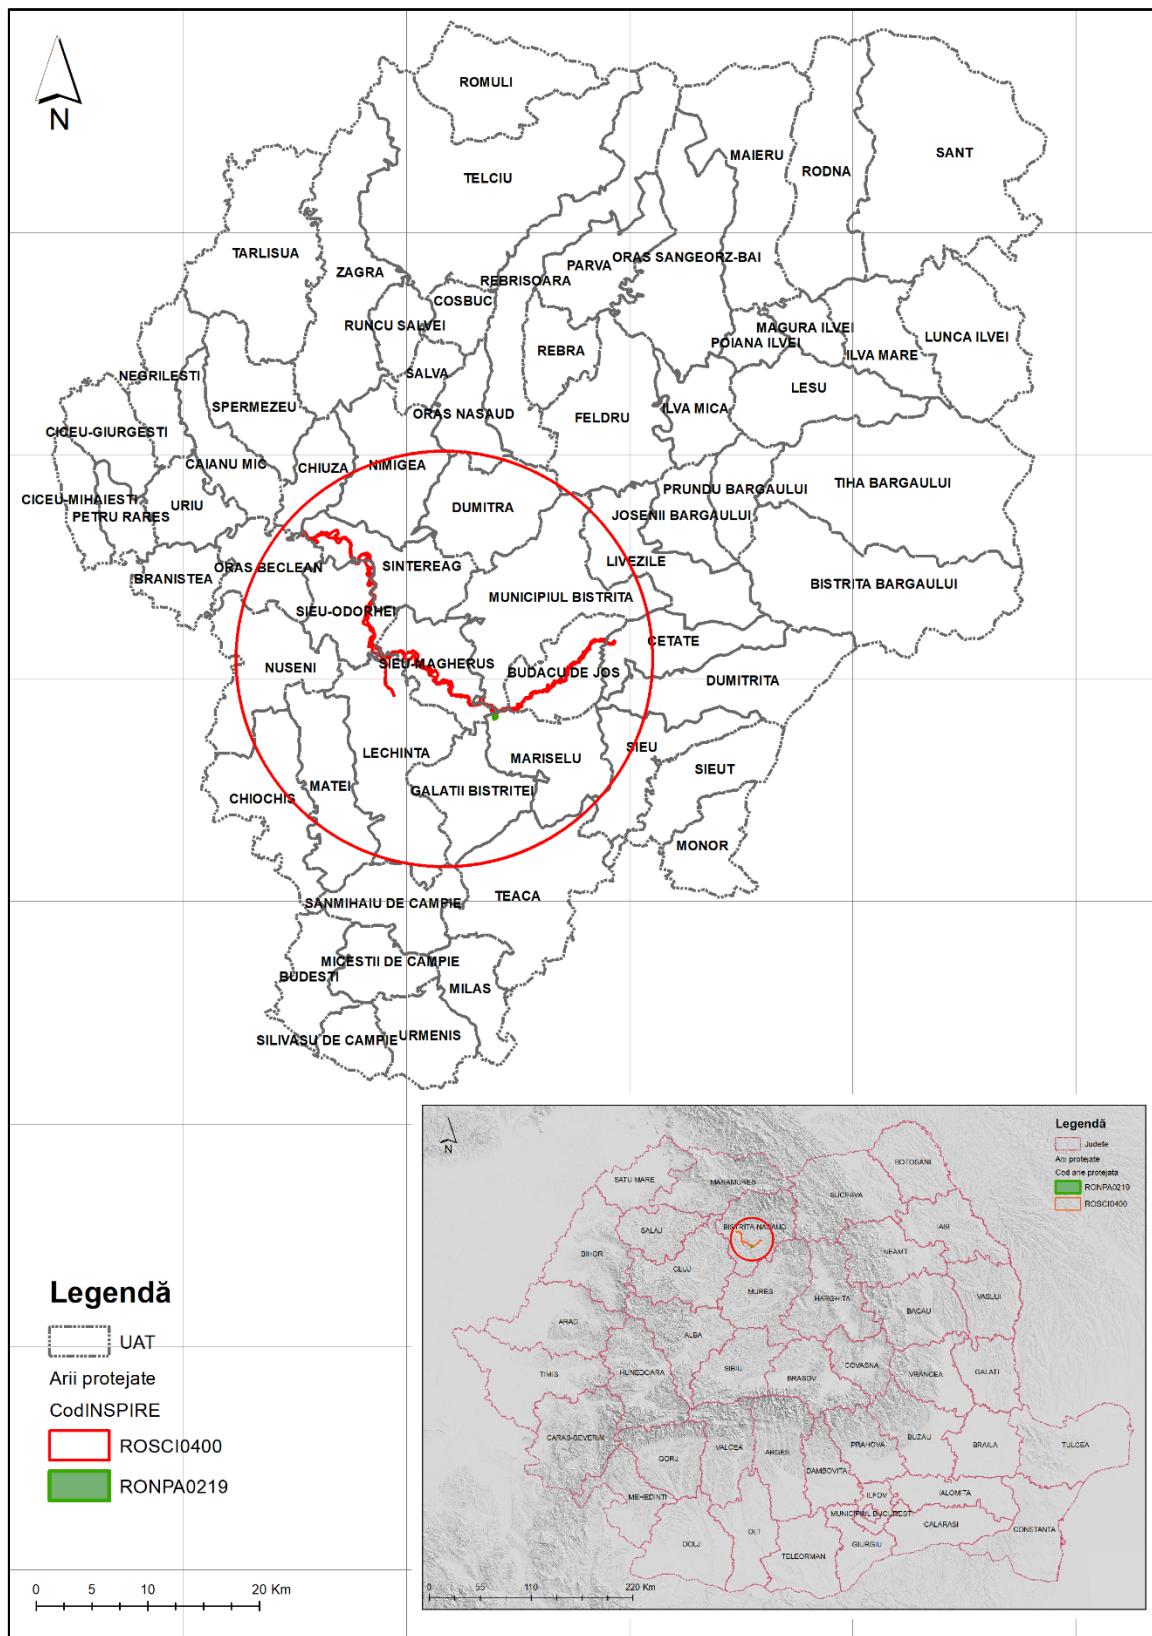 N
ROMULI
MAIERU
SANT
RODNA
TELCIU
TARLISUA
ORAS SANGEORZ-BAI
PARVA
ZAGRA
REBRISOARA
COSBUC
RUNCU SALVEI
MAGURA ILVEI
LUNCA ILVEI
POIANA ILVEI
REBRA
ILVA MARE
SALVA
NEGRILESTI
LESU
SPERMEZEU
ILVA MICA
ORAS NASAUD
FELDRU
CICEU-GIURGESTI
CAIANU MIC
CHIUZA
NIMIGEA
TIHA BARGAULUI
PRUNDU BARGAULUI
CICEU-MIHAIESTI
URIU
DUMITRA
PETRU RARES
JOSENII BARGAULUI
LIVEZILE
ORAS BECLEAN
SINTEREAG
BRANISTEA
BISTRITA BARGAULUI
MUNICIPIUL BISTRITA
SIEU-ODORHEI
CETATE
NUSENI
SIEU-MAGHERUS
BUDACU DE JOS
DUMITRITA
LECHINTA
SIEU
MARISELU
SIEUT
MATEI
GALATII BISTRITEI
CHIOCHIS
MONOR
TEACA
SANMIHAIU DE CAMPIE
MICESTII DE CAMPIE
BUDESTI
MILAS
URMENIS
SILIVASU DE CAMPIE
Legendă
UAT
Arii protejate
CodINSPIRE
ROSCI0400
RONPA0219
0 5 10 20 Km
N
Legendă
Judete
Arii protejate
Cod arie protejata
RONPA0219
ROSCI0400
BOTOSANI
SATU MARE
MARAMURES
SUCEAVA
BISTRITA-NASAUD
IASI
SALAJ
BIHOR
NEAMT
CLUJ
MURES
HARGHITA
VASLUI
BACAU
ARAD
ALBA
SIBIU
COVASNA
TIMIS
HUNEDOARA
BRASOV
VRANCEA
GALATI
CARAS-SEVERIN
BUZAU
BRAILA
TULCEA
VALCEA
ARGES
PRAHOVA
GORJ
DAMBOVITA
MEHEDINTI
ILFOV
IALOMITA
MUNICIPIUL BUCURESTI
CALARASI
CONSTANTA
OLT
DOLJ
GIURGIU
TELEORMAN
0 55 110 220 Km